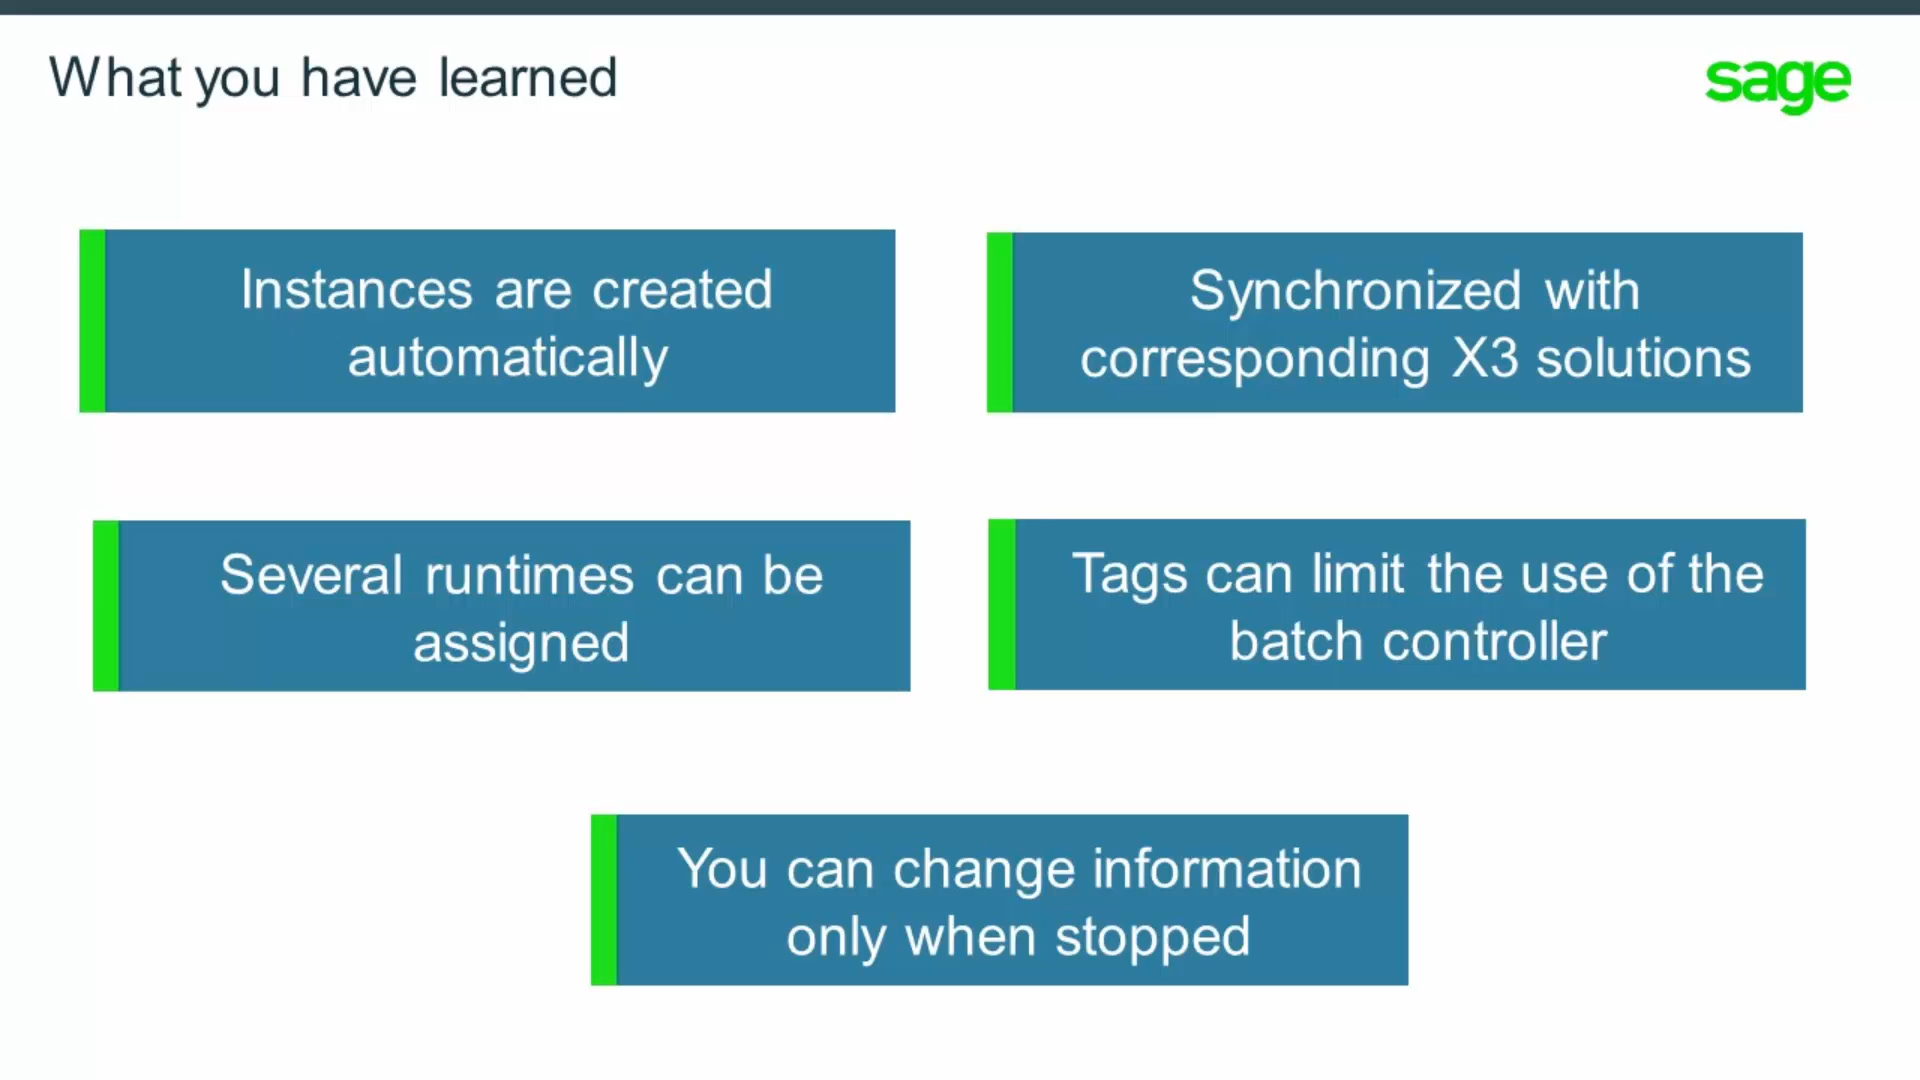 What you have learned
sage
Instances are created
automatically
Synchronized with
corresponding X3 solutions
Several runtimes can be
assigned
Tags can limit the use of the
batch controller
You can change information
only when stopped